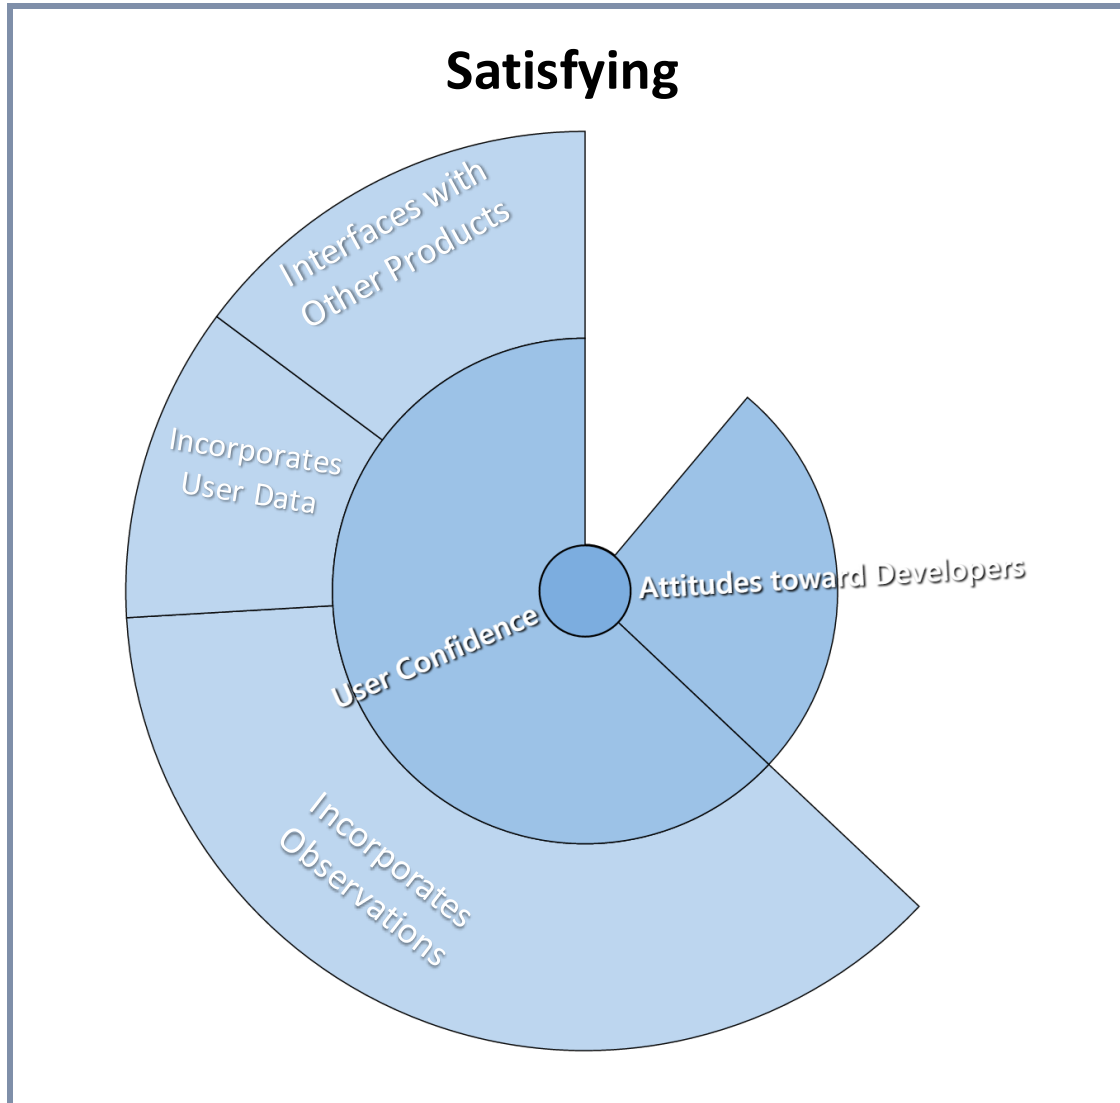 Satisfying
Interfaces with
Other Products
Incorporates
User Data
Attitudes toward Developers
User Confidence
Incorporates
Observations